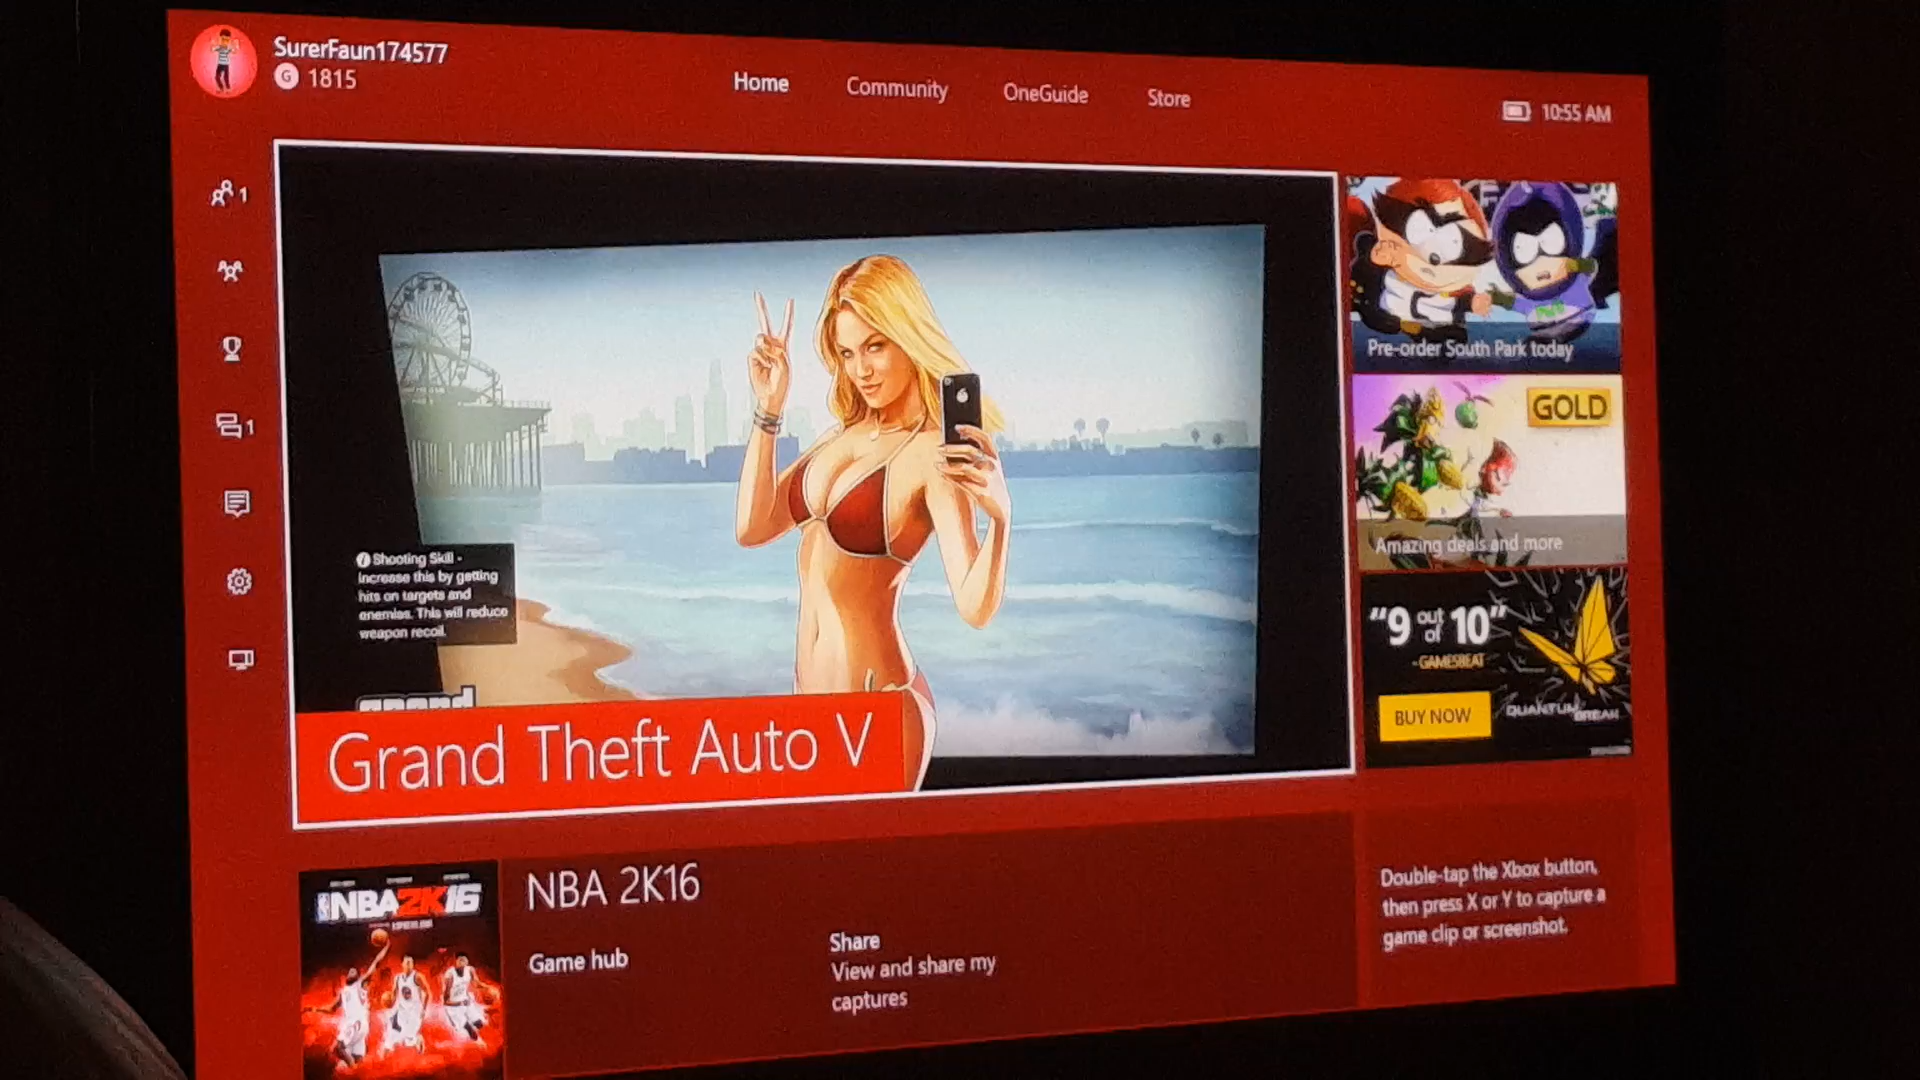 SurerFaun174577
G 1815
Home
Community
OneGuide
Store
10:55 AM
1
1
Shooting Skill -
Increase this by getting
hits on targets and
enemies. This will reduce
weapon recoil.
grand
Grand Theft Auto V
Pre-order South Park today
GOLD
Amazing deals and more
"9 out of 10"
-GAMESBEAT
BUY NOW
QUANTUM BREAK
NBA2K16
NBA 2K16
Game hub
Share
View and share my
captures
Double-tap the Xbox button,
then press X or Y to capture a
game clip or screenshot.